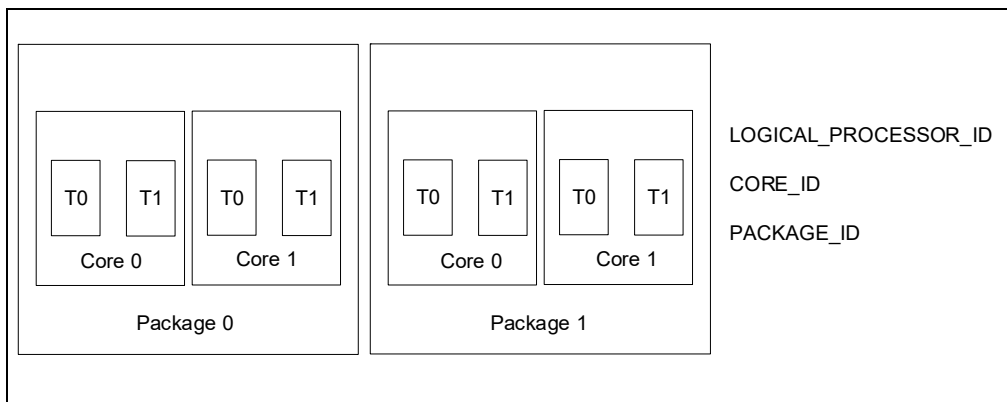 LOGICAL_PROCESSOR_ID
T0 T1 T0 T1 T0 T1 T0 T1
CORE_ID
PACKAGE_ID
Core 0 Core 1 Core 0 Core 1
Package 0 Package 1